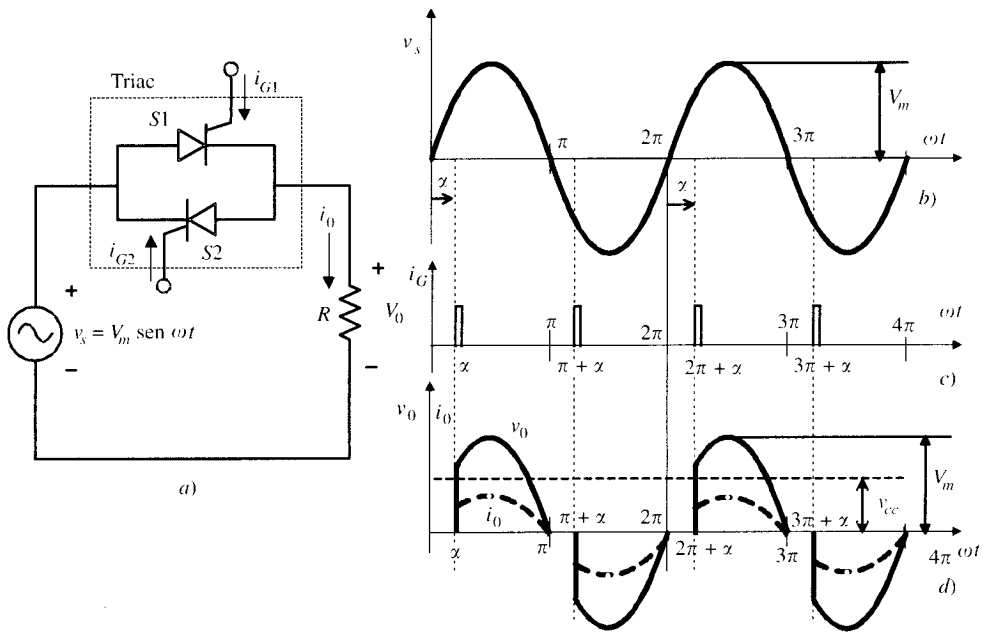 Triac
i_G1
S1
S2
i_G2
i_0
+
+
v_s = V_m sen ωt
R
V_0
−
−
a)
v_s
π
2π
3π
ωt
V_m
α
α
b)
i_G
π
2π
3π
4π
ωt
α
π + α
2π + α
3π + α
c)
v_0
i_0
v_0
V_m
v_cc
i_0
π + α
2π
3π + α
α
π
2π + α
3π
4π
ωt
d)